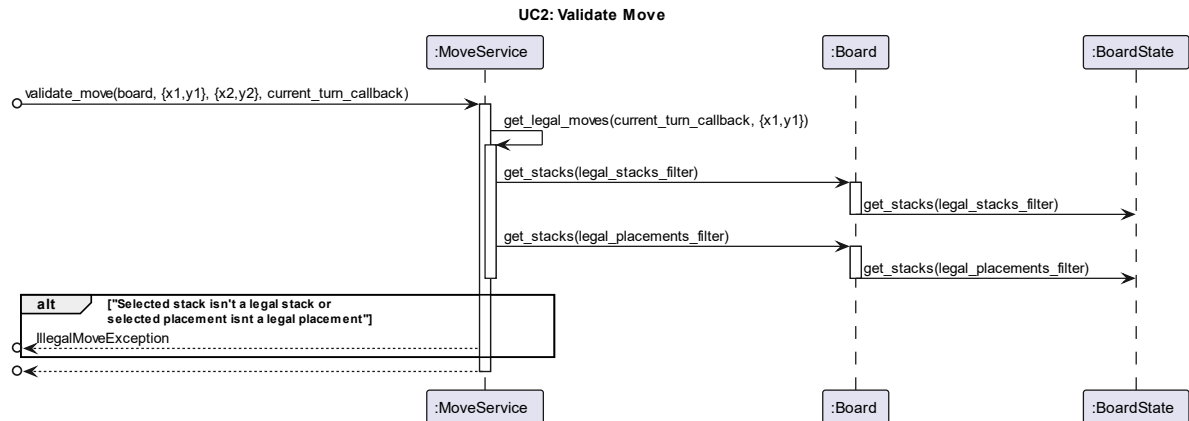 UC2: Validate Move
:MoveService
:Board
:BoardState
validate_move(board, {x1,y1}, {x2,y2}, current_turn_callback)
get_legal_moves(current_turn_callback, {x1,y1})
get_stacks(legal_stacks_filter)
get_stacks(legal_stacks_filter)
get_stacks(legal_placements_filter)
get_stacks(legal_placements_filter)
alt
["Selected stack isn't a legal stack or
selected placement isnt a legal placement"]
IllegalMoveException
:MoveService
:Board
:BoardState